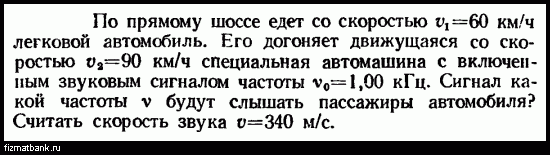 По прямому шоссе едет со скоростью v₁=60 км/ч
легковой автомобиль. Его догоняет движущаяся со ско-
ростью v₂=90 км/ч специальная автомашина с включен-
ным звуковым сигналом частоты ν₀=1,00 кГц. Сигнал ка-
кой частоты ν будут слышать пассажиры автомобиля?
Считать скорость звука v=340 м/с.
fizmatbank.ru
fizmatbank.ru